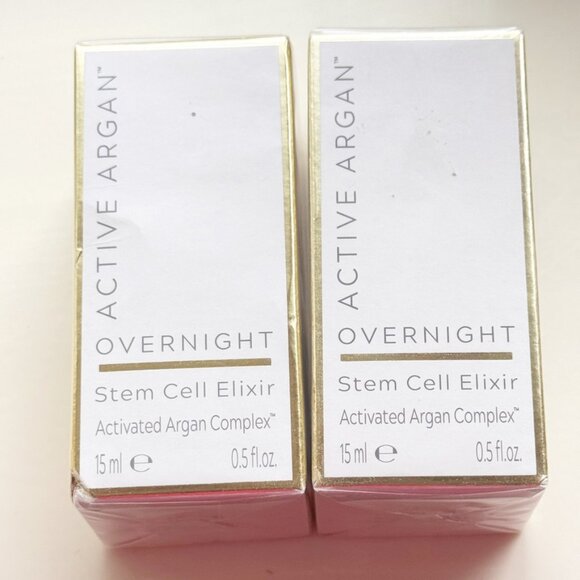 ACTIVE ARGAN™
OVERNIGHT
Stem Cell Elixir
Activated Argan Complex™
15 ml ℮ 0.5 fl.oz.
ACTIVE ARGAN™
OVERNIGHT
Stem Cell Elixir
Activated Argan Complex™
15 ml ℮ 0.5 fl.oz.